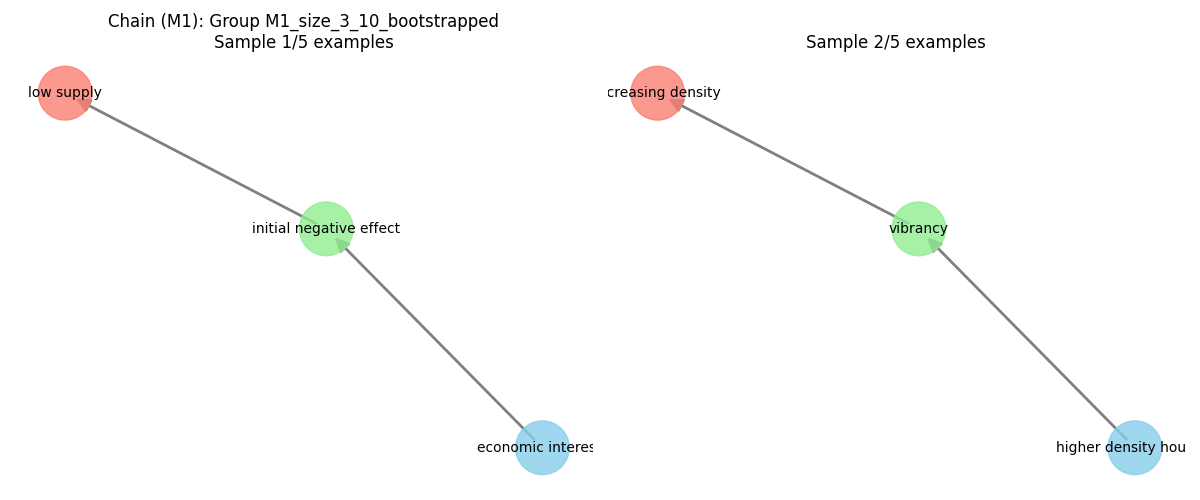 Chain (M1): Group M1_size_3_10_bootstrapped
Sample 1/5 examples
Sample 2/5 examples
low supply
creasing density
initial negative effect
vibrancy
economic interes
higher density hou